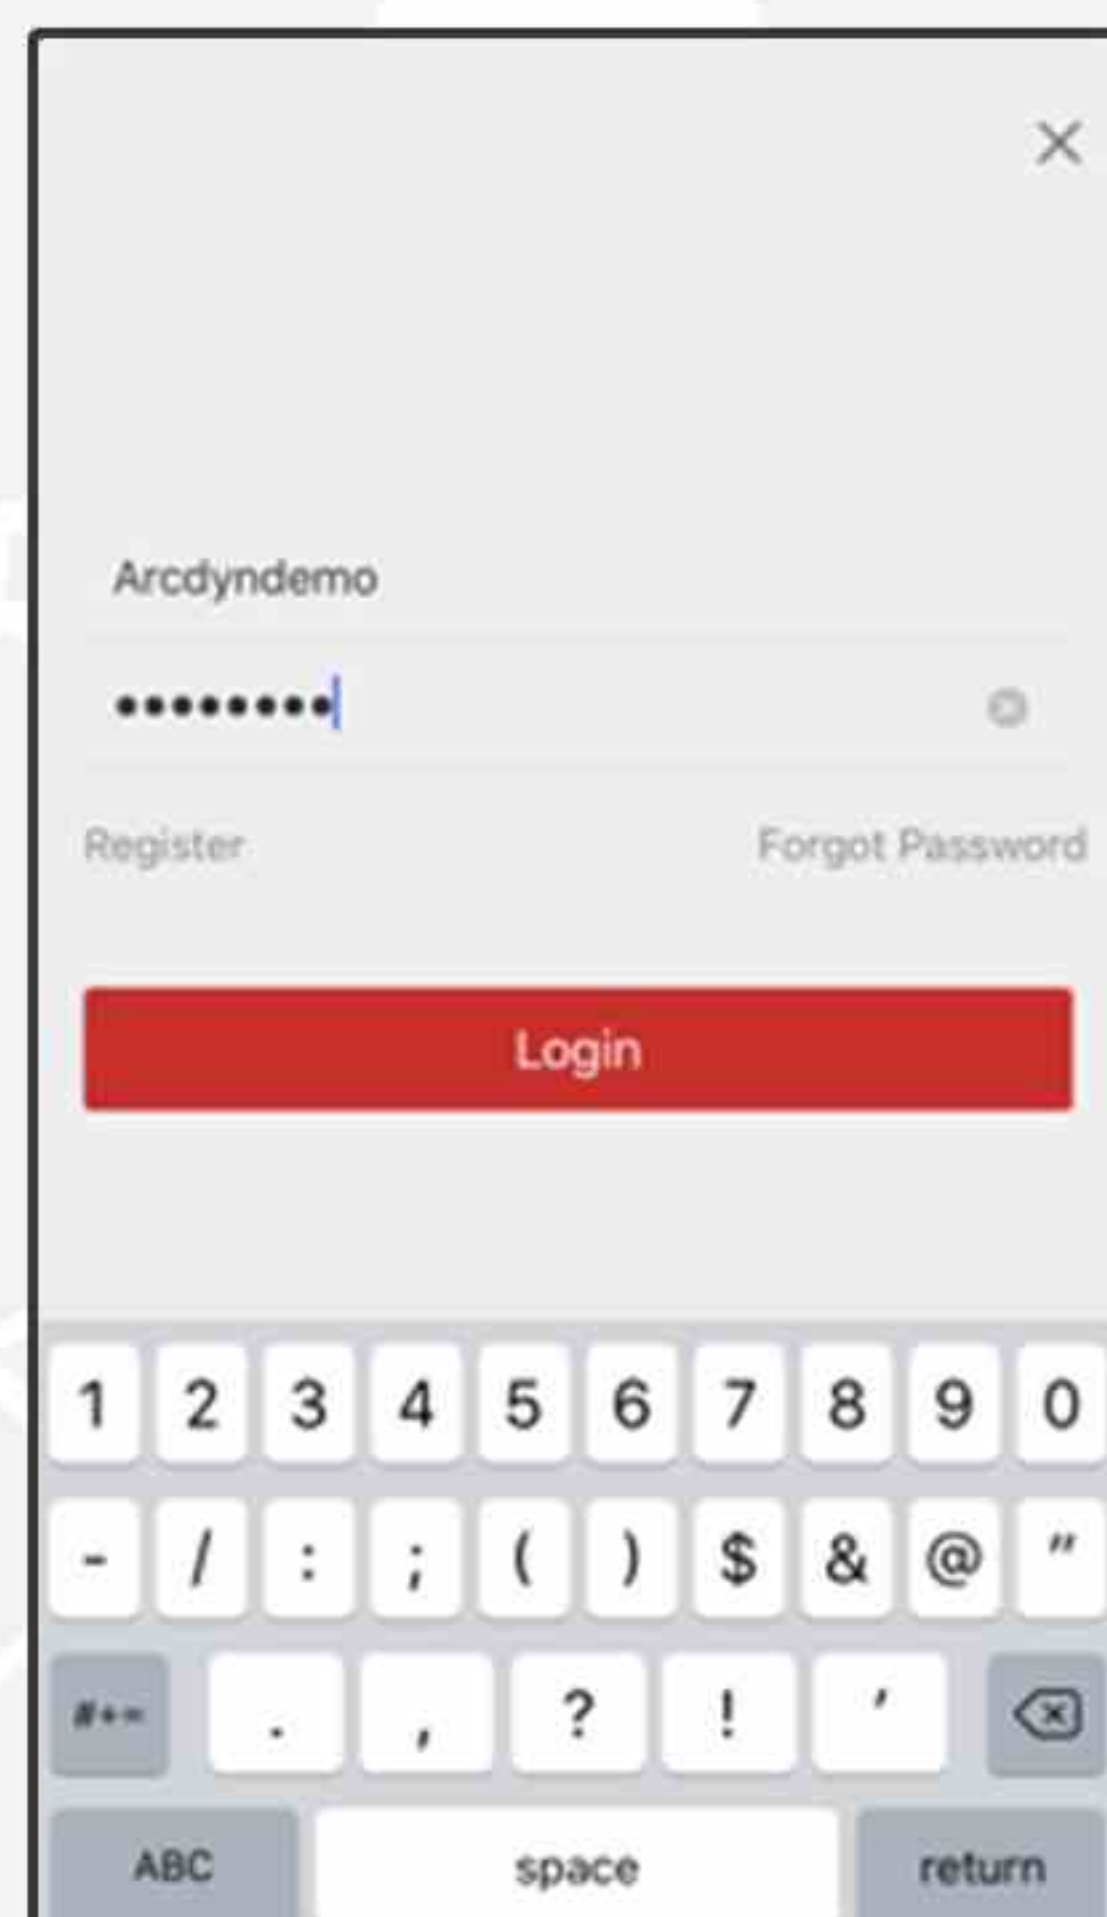 Arcdyndemo
••••••••
Register Forgot Password
Login
1 2 3 4 5 6 7 8 9 0
- / : ; ( ) $ & @ "
#+= . , ? ! '
ABC space return